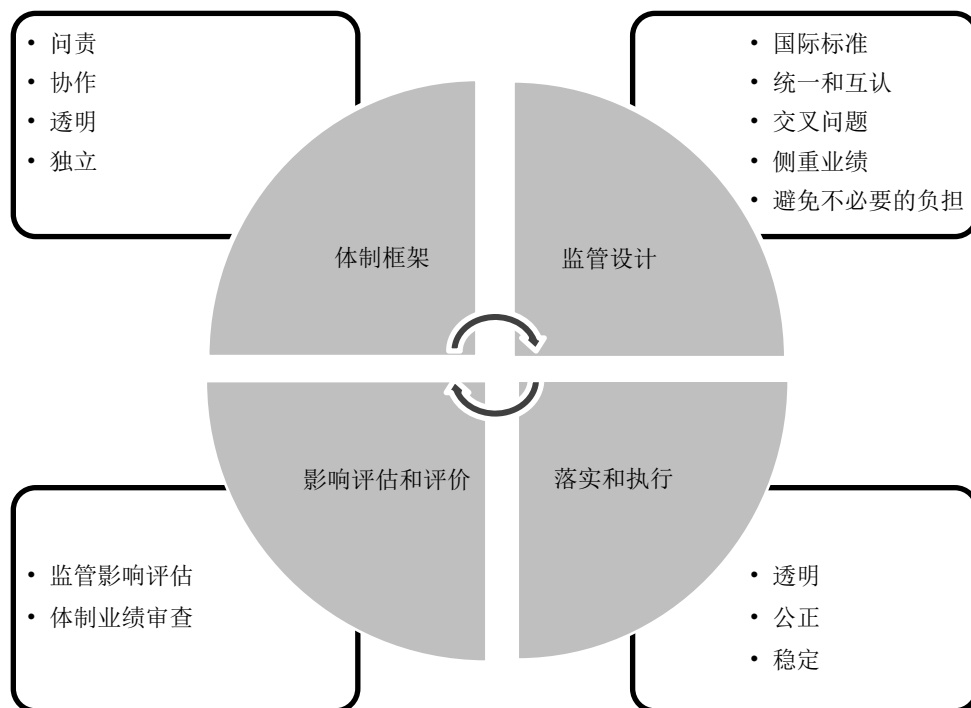 • 问责
• 协作
• 透明
• 独立
• 国际标准
• 统一和互认
• 交叉问题
• 侧重业绩
• 避免不必要的负担
体制框架
监管设计
影响评估和评价
落实和执行
• 监管影响评估
• 体制业绩审查
• 透明
• 公正
• 稳定